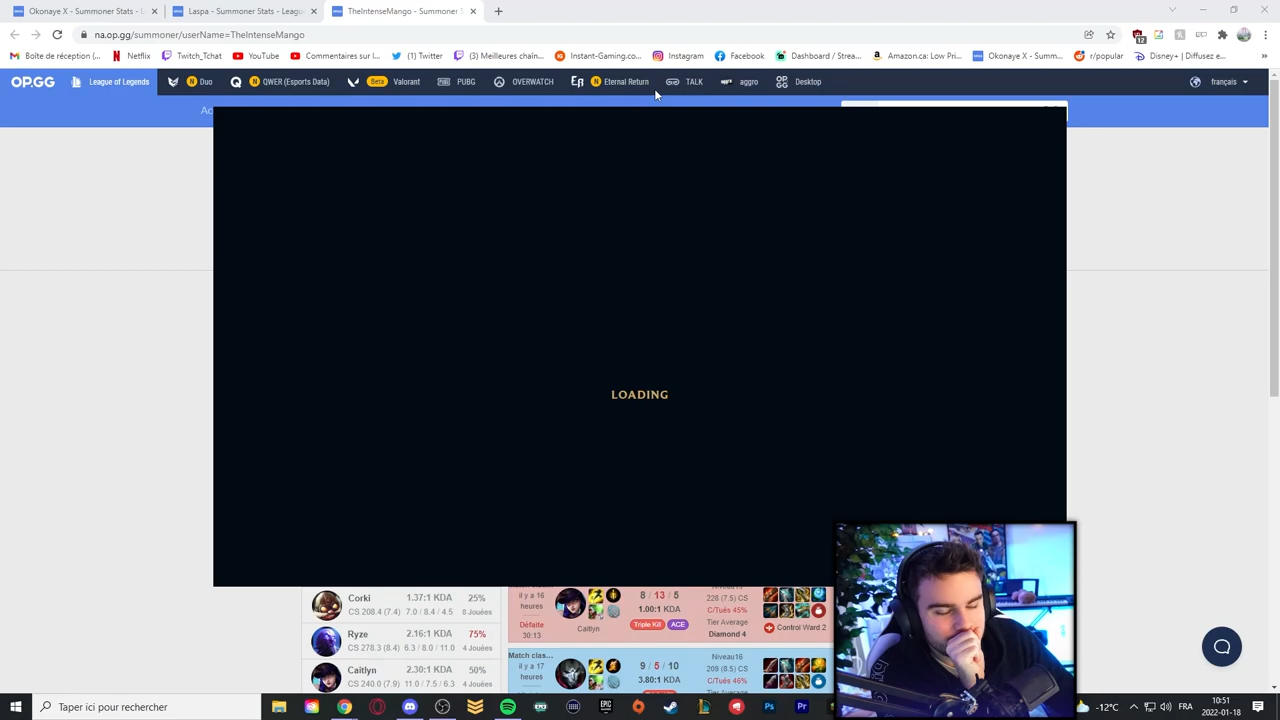 Okonaye X - Summoner Stats - L
Laspa - Summoner Stats - Leagu
TheIntenseMango - Summoner S
na.op.gg/summoner/userName=TheIntenseMango
12
Boîte de réception (...
Netflix
Twitch_Tchat
YouTube
Commentaires sur l...
(1) Twitter
(3) Meilleures chaîn...
Instant-Gaming.co...
Instagram
Facebook
Dashboard / Strea...
Amazon.ca: Low Pri...
Okonaye X - Summ...
r/popular
Disney+ | Diffusez e...
»
OP.GG
League of Legends
N Duo
N QWER (Esports Data)
Beta Valorant
PUBG
OVERWATCH
N Eternal Return
TALK
aggro
Desktop
français
Ac
LOADING
Corki
1.37:1 KDA
25%
CS 208.4 (7.4)
7.0 / 8.4 / 4.5
8 Jouées
Ryze
2.16:1 KDA
75%
CS 278.3 (8.4)
6.3 / 8.0 / 11.0
4 Jouées
Caitlyn
2.30:1 KDA
50%
CS 240.0 (7.9)
11.0 / 7.5 / 6.3
4 Jouées
il y a 16
heures
Défaite
30:13
Caitlyn
8 / 13 / 5
1.00:1 KDA
Triple Kill
ACE
228 (7.5) CS
C/Tués 45%
Tier Average
Diamond 4
Control Ward 2
Match clas...
il y a 17
heures
9 / 5 / 10
3.80:1 KDA
Niveau16
209 (8.5) CS
C/Tués 46%
Tier Average
Taper ici pour rechercher
EPIC
Ps
Pr
-12°C
FRA
10:51
2022-01-18